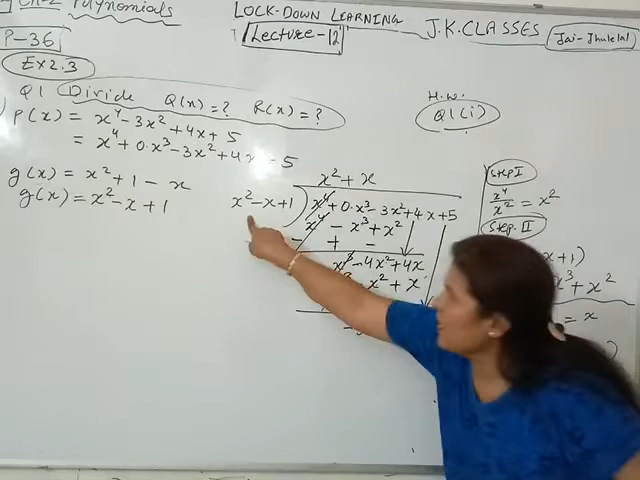 Ch-2 Polynomials
LOCK-DOWN LEARNING
J.K.CLASSES
Jai-Jhulelal
Lecture-12
P-36
Ex 2.3
Q1 Divide Q(x)=? R(x)=?
H.W.
Q1(i)
P(x) = x⁴-3x²+4x+5
= x⁴+0·x³-3x²+4x 5
g(x) = x²+1-x
g(x) = x²-x+1
x²+x
x²-x+1) x⁴+0·x³-3x²+4x+5
x⁴-x³+x²
- + -
x³-4x²+4x
x²+x
Step I
x⁴/x² = x²
Step. II
x+1)
x³+x²
= x